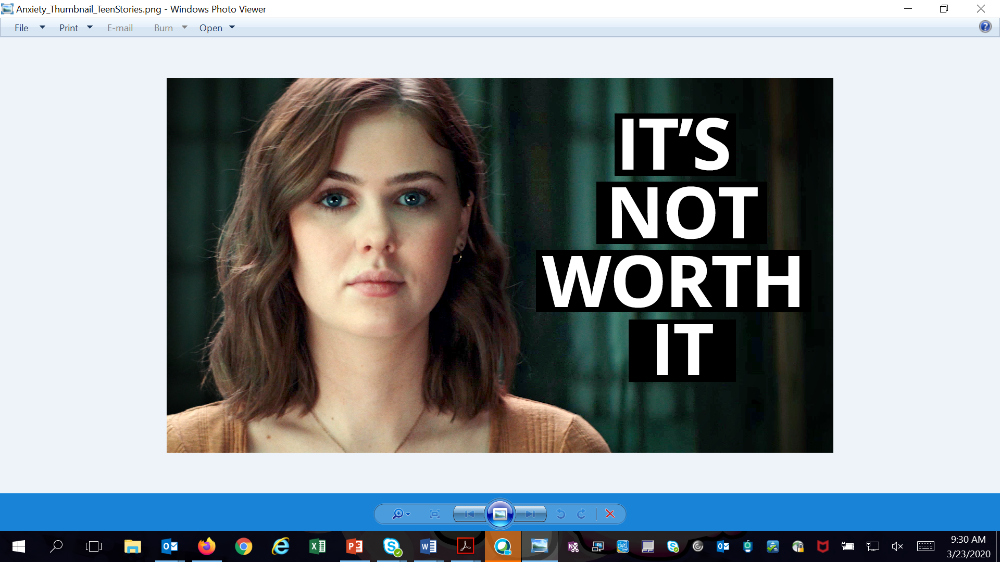 Anxiety_Thumbnail_TeenStories.png - Windows Photo Viewer
File Print E-mail Burn Open
IT'S
NOT
WORTH
IT
9:30 AM
3/23/2020